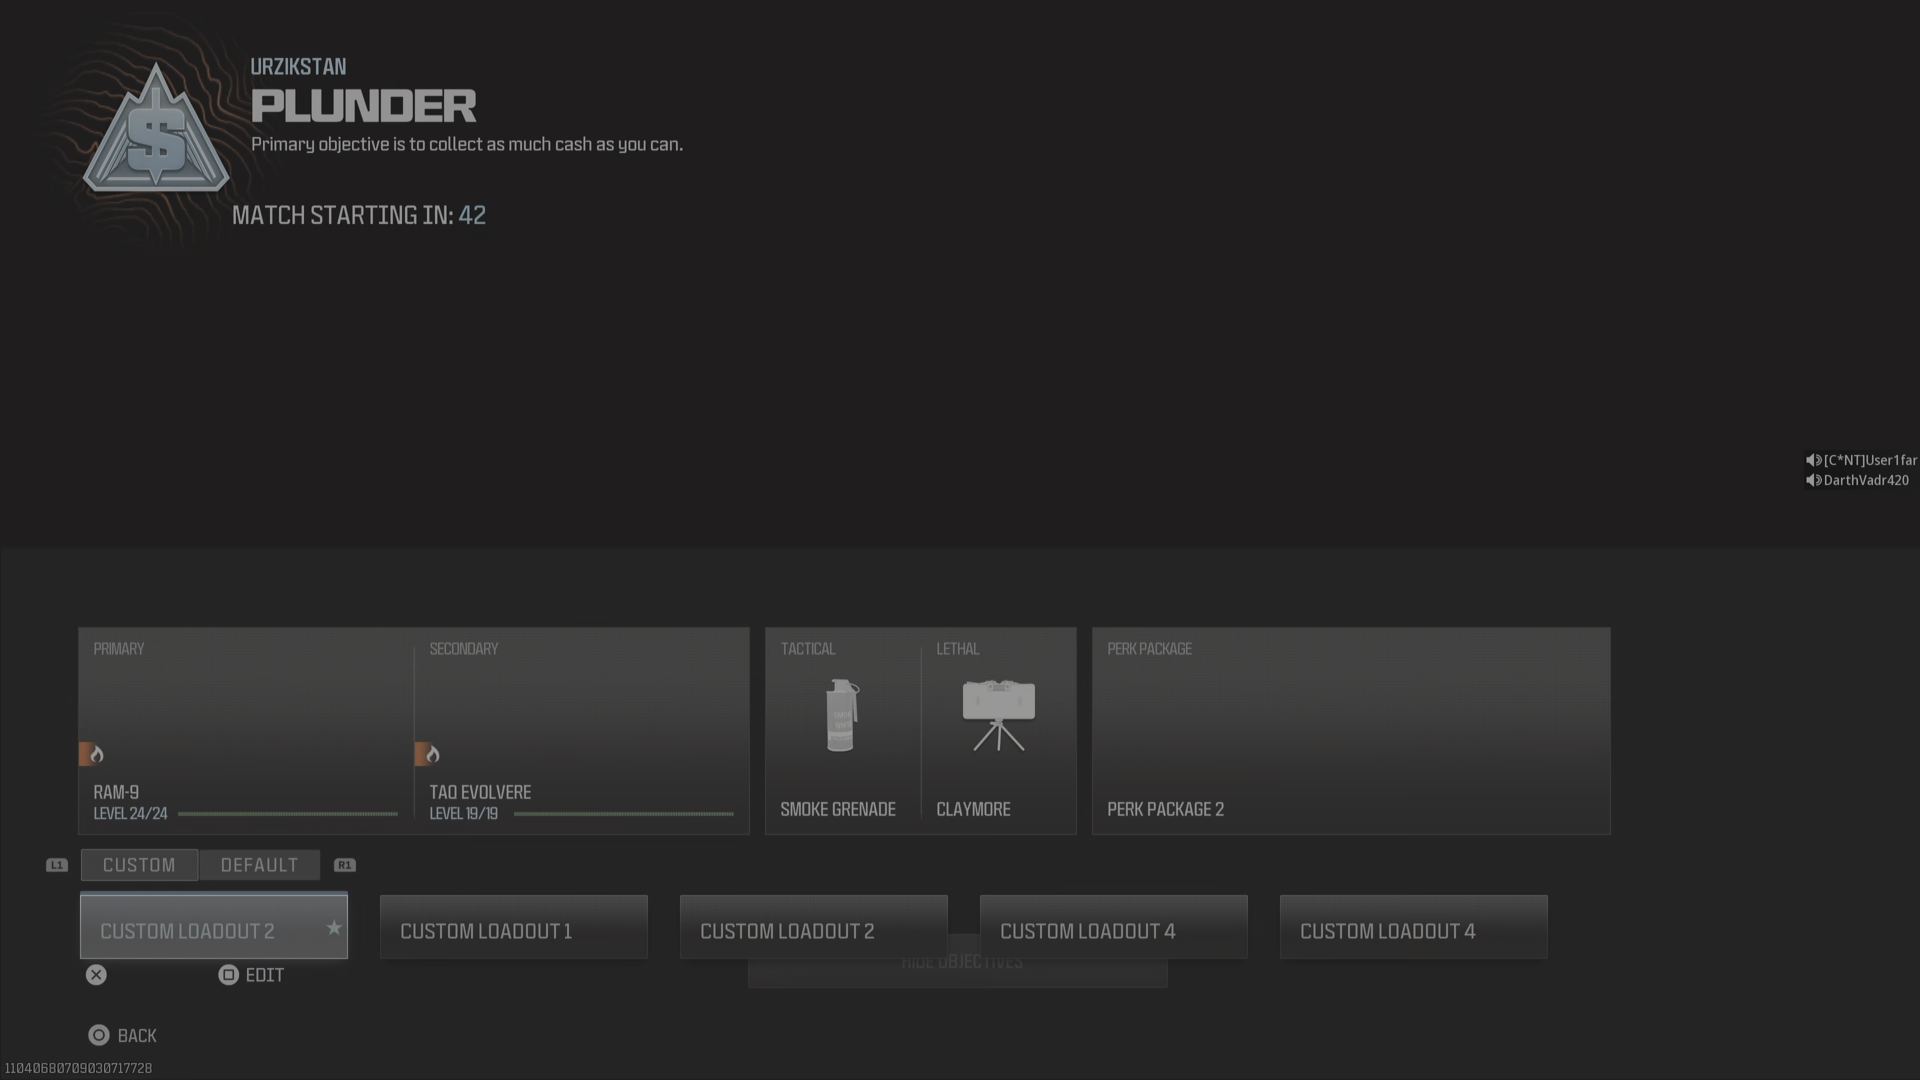 URZIKSTAN
PLUNDER
Primary objective is to collect as much cash as you can.
MATCH STARTING IN: 42
[C*NT]User1far
DarthVadr420
PRIMARY
SECONDARY
TACTICAL
LETHAL
PERK PACKAGE
RAM-9
LEVEL 24/24
TAQ EVOLVERE
LEVEL 19/19
SMOKE GRENADE
CLAYMORE
PERK PACKAGE 2
L1
CUSTOM
DEFAULT
R1
CUSTOM LOADOUT 2
CUSTOM LOADOUT 1
CUSTOM LOADOUT 2
CUSTOM LOADOUT 4
CUSTOM LOADOUT 4
HIDE OBJECTIVES
EDIT
BACK
11040680709030717728